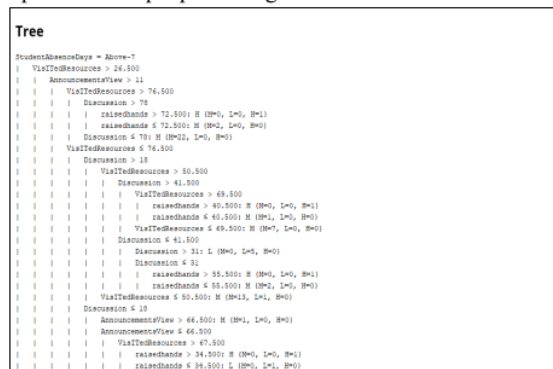 Tree
StudentAbsenceDays = Above-7
| VisITedResources > 26.500
| | AnnouncementsView > 11
| | | VisITedResources > 76.500
| | | | Discussion > 78
| | | | | raisedhands > 72.500: H {M=0, L=0, H=1}
| | | | | raisedhands ≤ 72.500: M {M=2, L=0, H=0}
| | | | Discussion ≤ 78: M {M=22, L=0, H=0}
| | | VisITedResources ≤ 76.500
| | | | Discussion > 18
| | | | | VisITedResources > 50.500
| | | | | | Discussion > 41.500
| | | | | | | VisITedResources > 69.500
| | | | | | | | raisedhands > 40.500: H {M=0, L=0, H=1}
| | | | | | | | raisedhands ≤ 40.500: M {M=1, L=0, H=0}
| | | | | | | VisITedResources ≤ 69.500: M {M=7, L=0, H=0}
| | | | | | Discussion ≤ 41.500
| | | | | | | Discussion > 31: L {M=0, L=5, H=0}
| | | | | | | Discussion ≤ 31
| | | | | | | | raisedhands > 55.500: H {M=0, L=0, H=1}
| | | | | | | | raisedhands ≤ 55.500: M {M=2, L=0, H=0}
| | | | | VisITedResources ≤ 50.500: M {M=13, L=1, H=0}
| | | | Discussion ≤ 18
| | | | | AnnouncementsView > 66.500: M {M=1, L=0, H=0}
| | | | | AnnouncementsView ≤ 66.500
| | | | | | VisITedResources > 67.500
| | | | | | | raisedhands > 34.500: H {M=0, L=0, H=1}
| | | | | | | raisedhands ≤ 34.500: L {M=0, L=1, H=0}